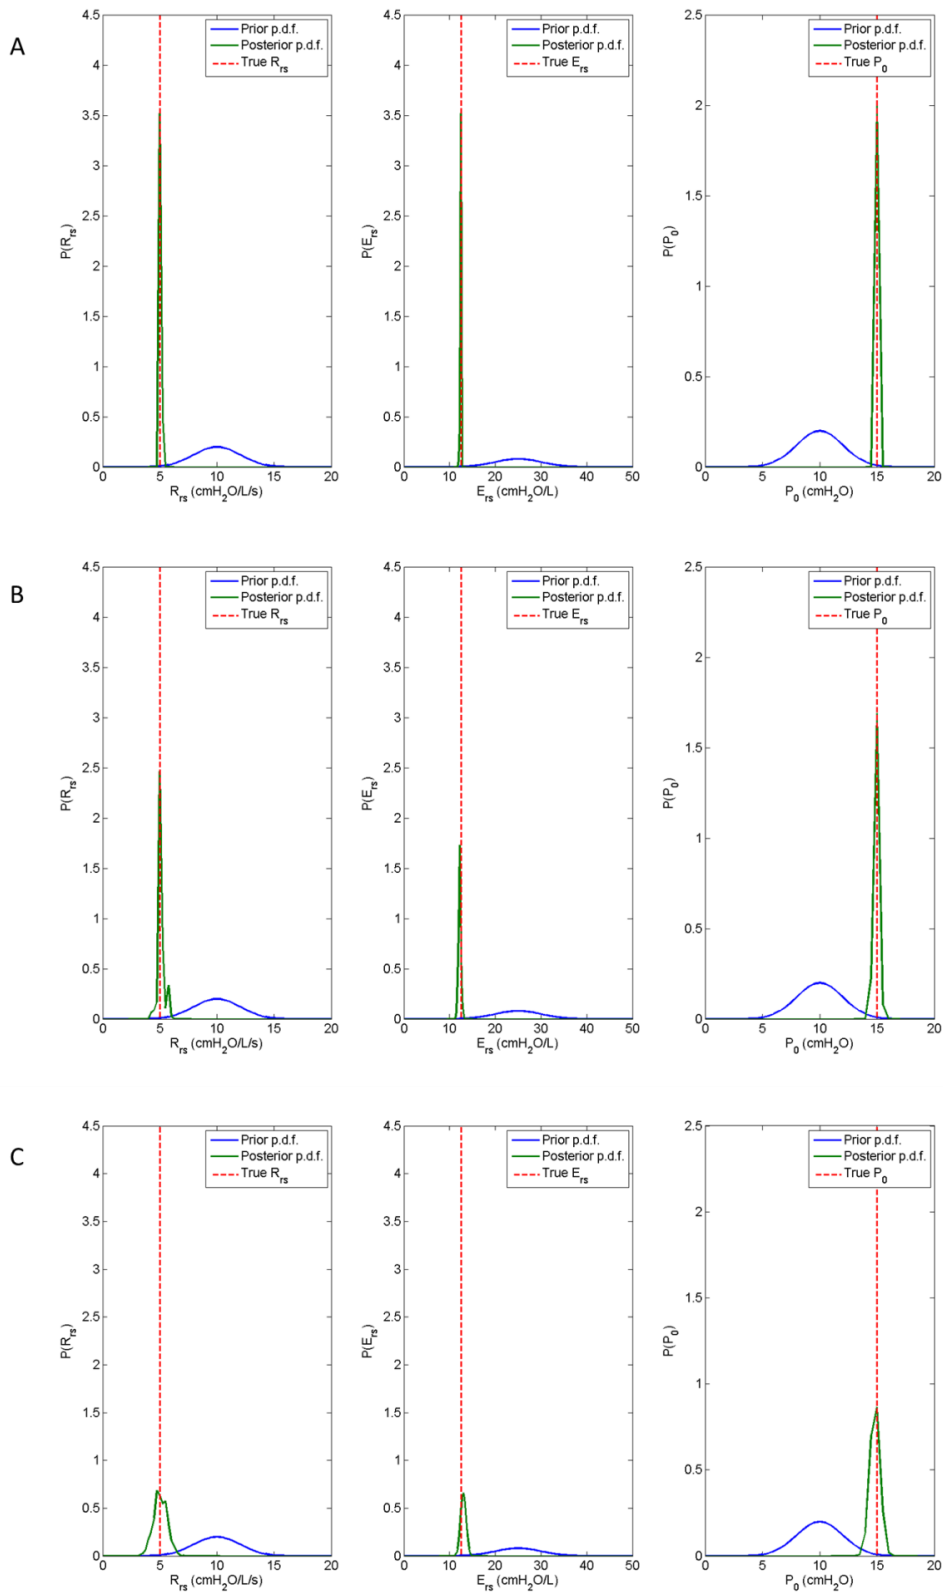 A
4.5
4
3.5
3
2.5
2
1.5
1
0.5
0
P(Rrs)
0 5 10 15 20
Rrs (cmH2O/L/s)
Prior p.d.f.
Posterior p.d.f.
True Rrs
4.5
4
3.5
3
2.5
2
1.5
1
0.5
0
P(Ers)
0 10 20 30 40 50
Ers (cmH2O/L)
Prior p.d.f.
Posterior p.d.f.
True Ers
2.5
2
1.5
1
0.5
0
P(P0)
0 5 10 15 20
P0 (cmH2O)
Prior p.d.f.
Posterior p.d.f.
True P0
B
4.5
4
3.5
3
2.5
2
1.5
1
0.5
0
P(Rrs)
0 5 10 15 20
Rrs (cmH2O/L/s)
Prior p.d.f.
Posterior p.d.f.
True Rrs
4.5
4
3.5
3
2.5
2
1.5
1
0.5
0
P(Ers)
0 10 20 30 40 50
Ers (cmH2O/L)
Prior p.d.f.
Posterior p.d.f.
True Ers
2.5
2
1.5
1
0.5
0
P(P0)
0 5 10 15 20
P0 (cmH2O)
Prior p.d.f.
Posterior p.d.f.
True P0
C
4.5
4
3.5
3
2.5
2
1.5
1
0.5
0
P(Rrs)
0 5 10 15 20
Rrs (cmH2O/L/s)
Prior p.d.f.
Posterior p.d.f.
True Rrs
4.5
4
3.5
3
2.5
2
1.5
1
0.5
0
P(Ers)
0 10 20 30 40 50
Ers (cmH2O/L)
Prior p.d.f.
Posterior p.d.f.
True Ers
2.5
2
1.5
1
0.5
0
P(P0)
0 5 10 15 20
P0 (cmH2O)
Prior p.d.f.
Posterior p.d.f.
True P0